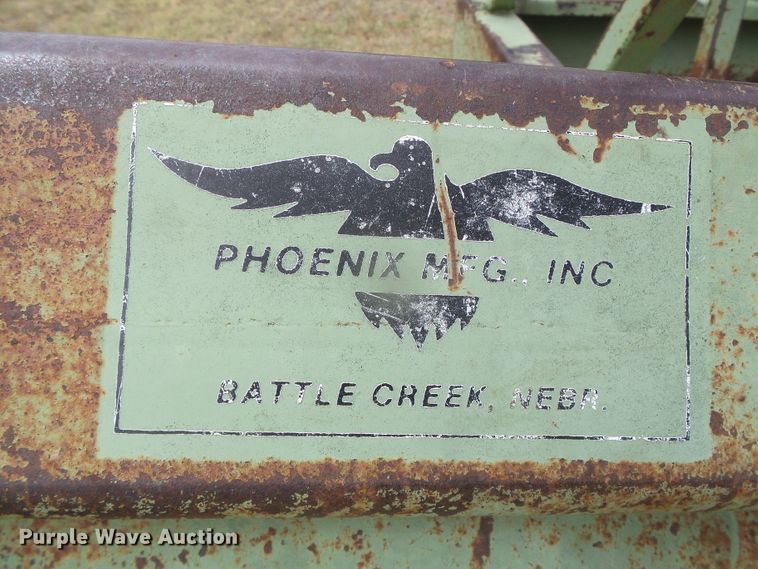 PHOENIX MFG., INC.
BATTLE CREEK, NEBR.
Purple Wave Auction